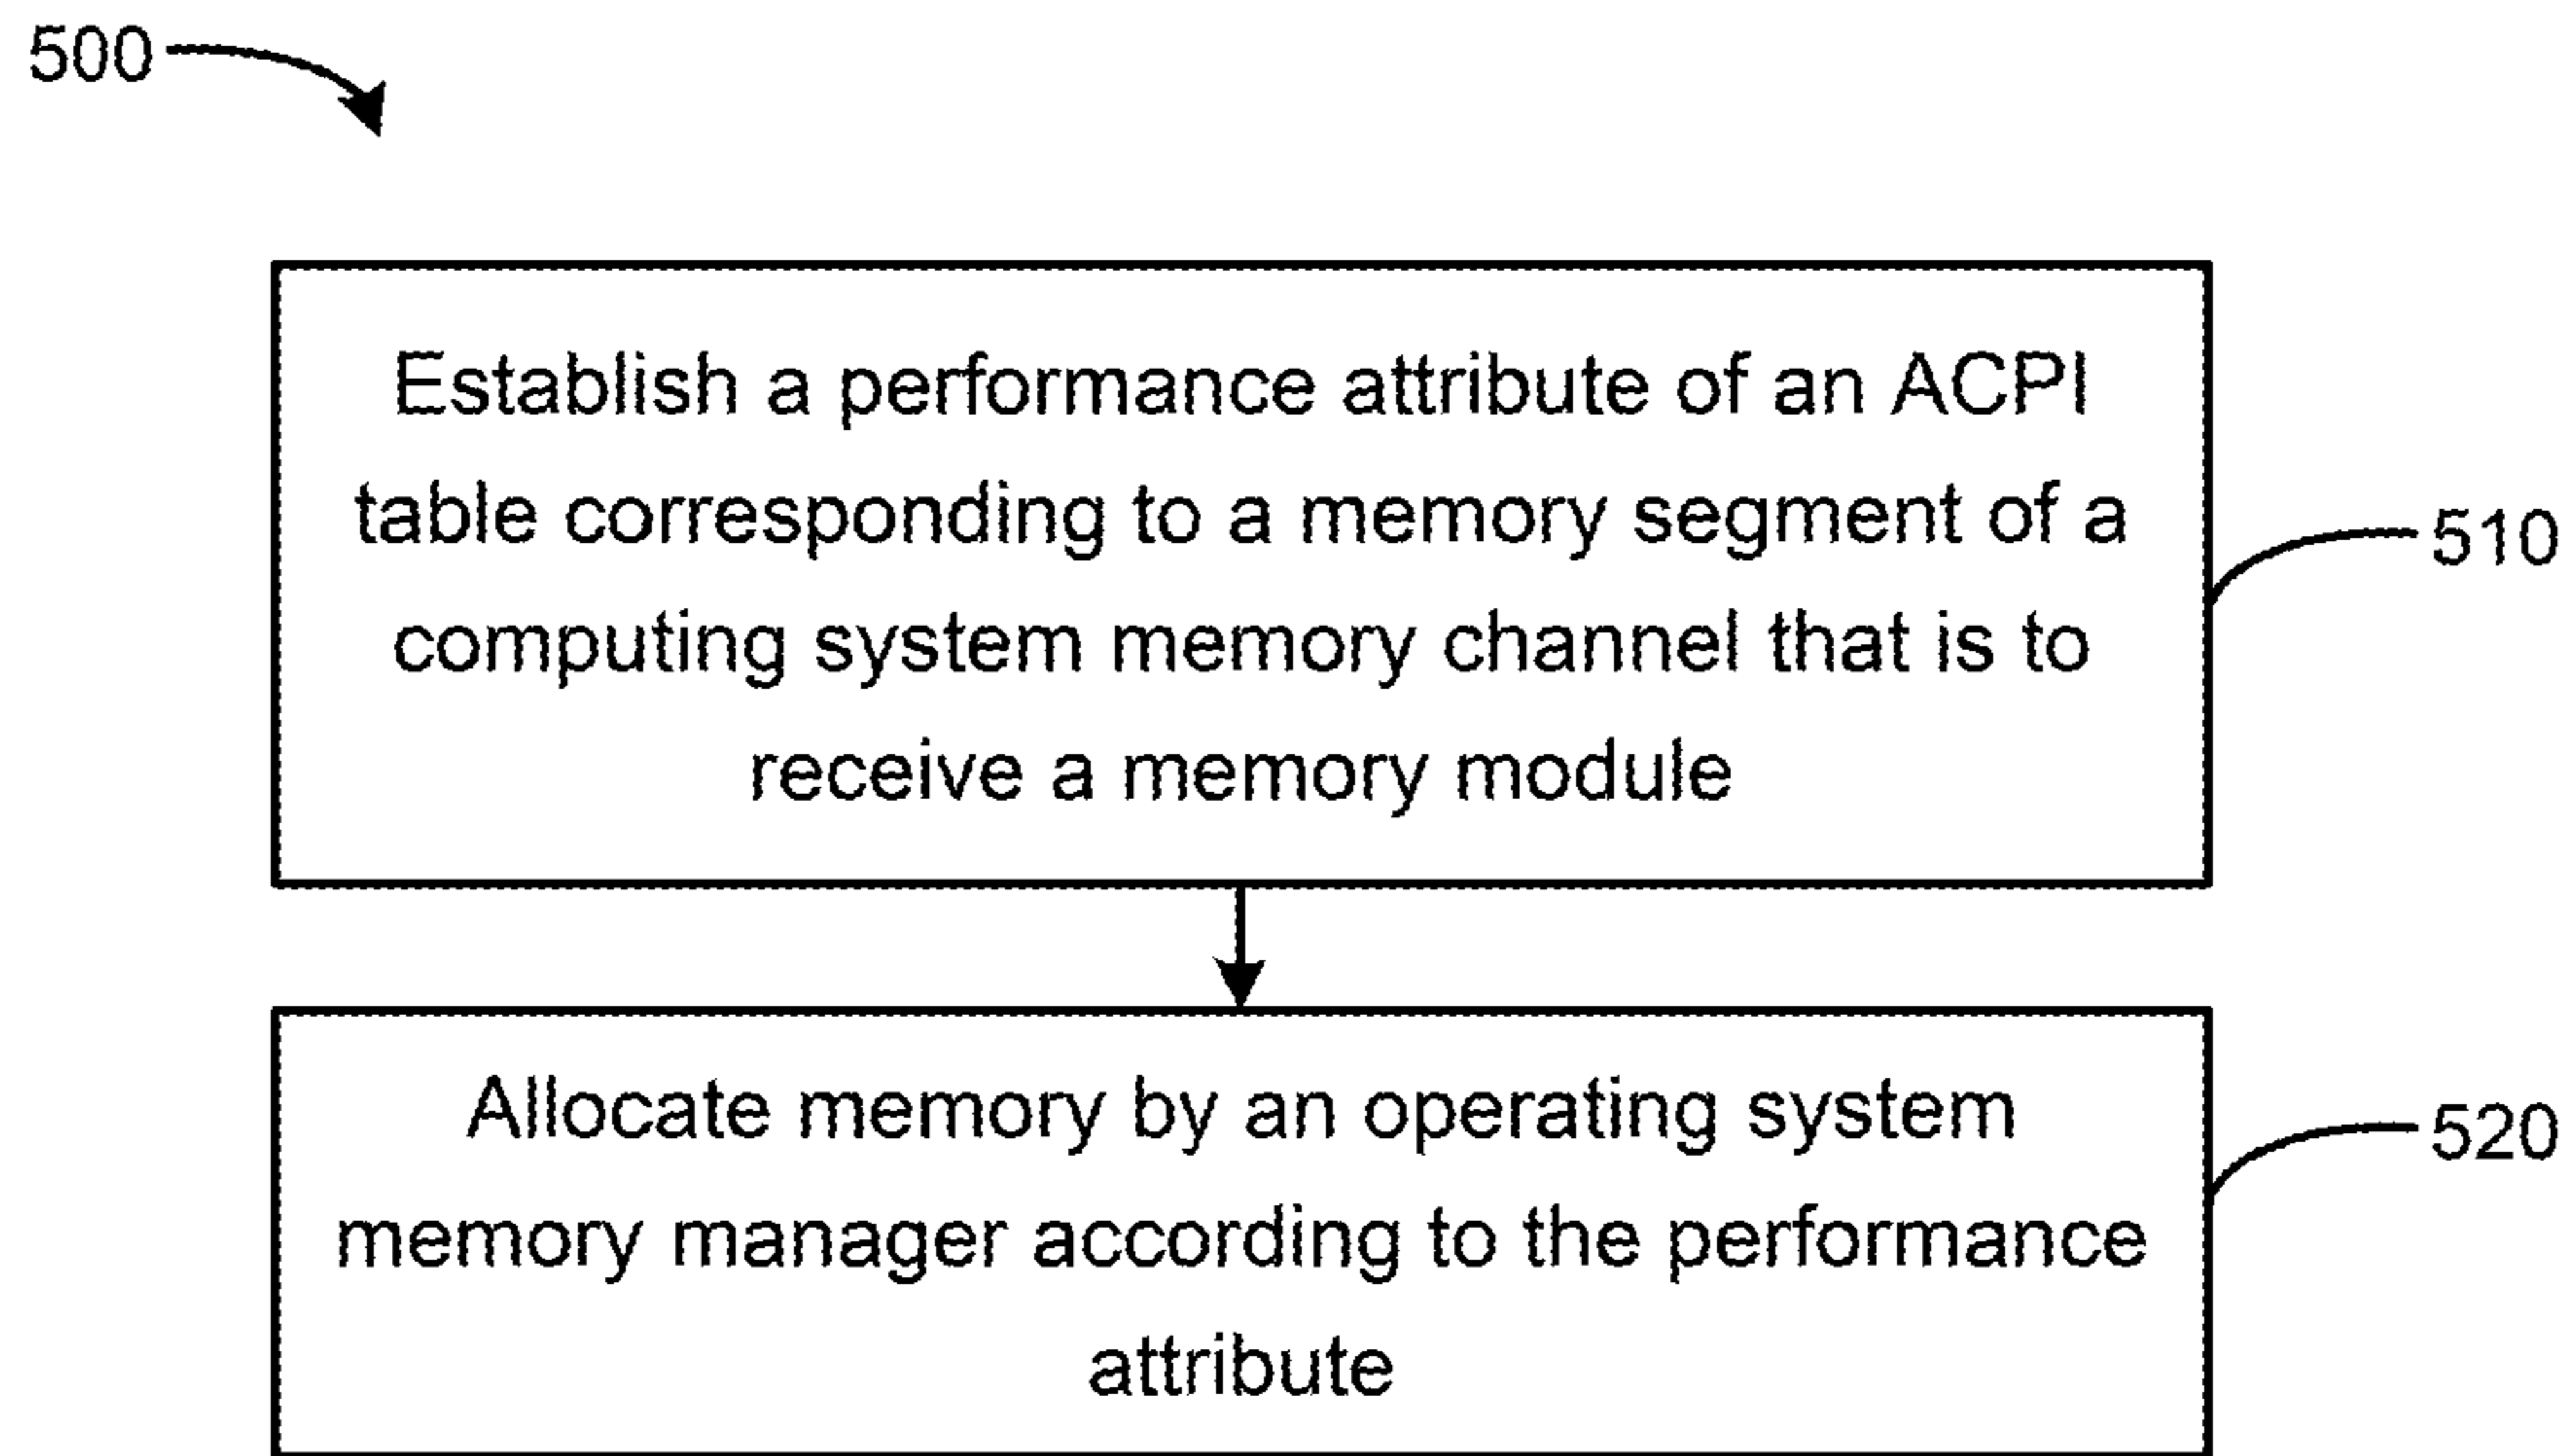 500
Establish a performance attribute of an ACPI
table corresponding to a memory segment of a
computing system memory channel that is to
receive a memory module
510
Allocate memory by an operating system
memory manager according to the performance
attribute
520